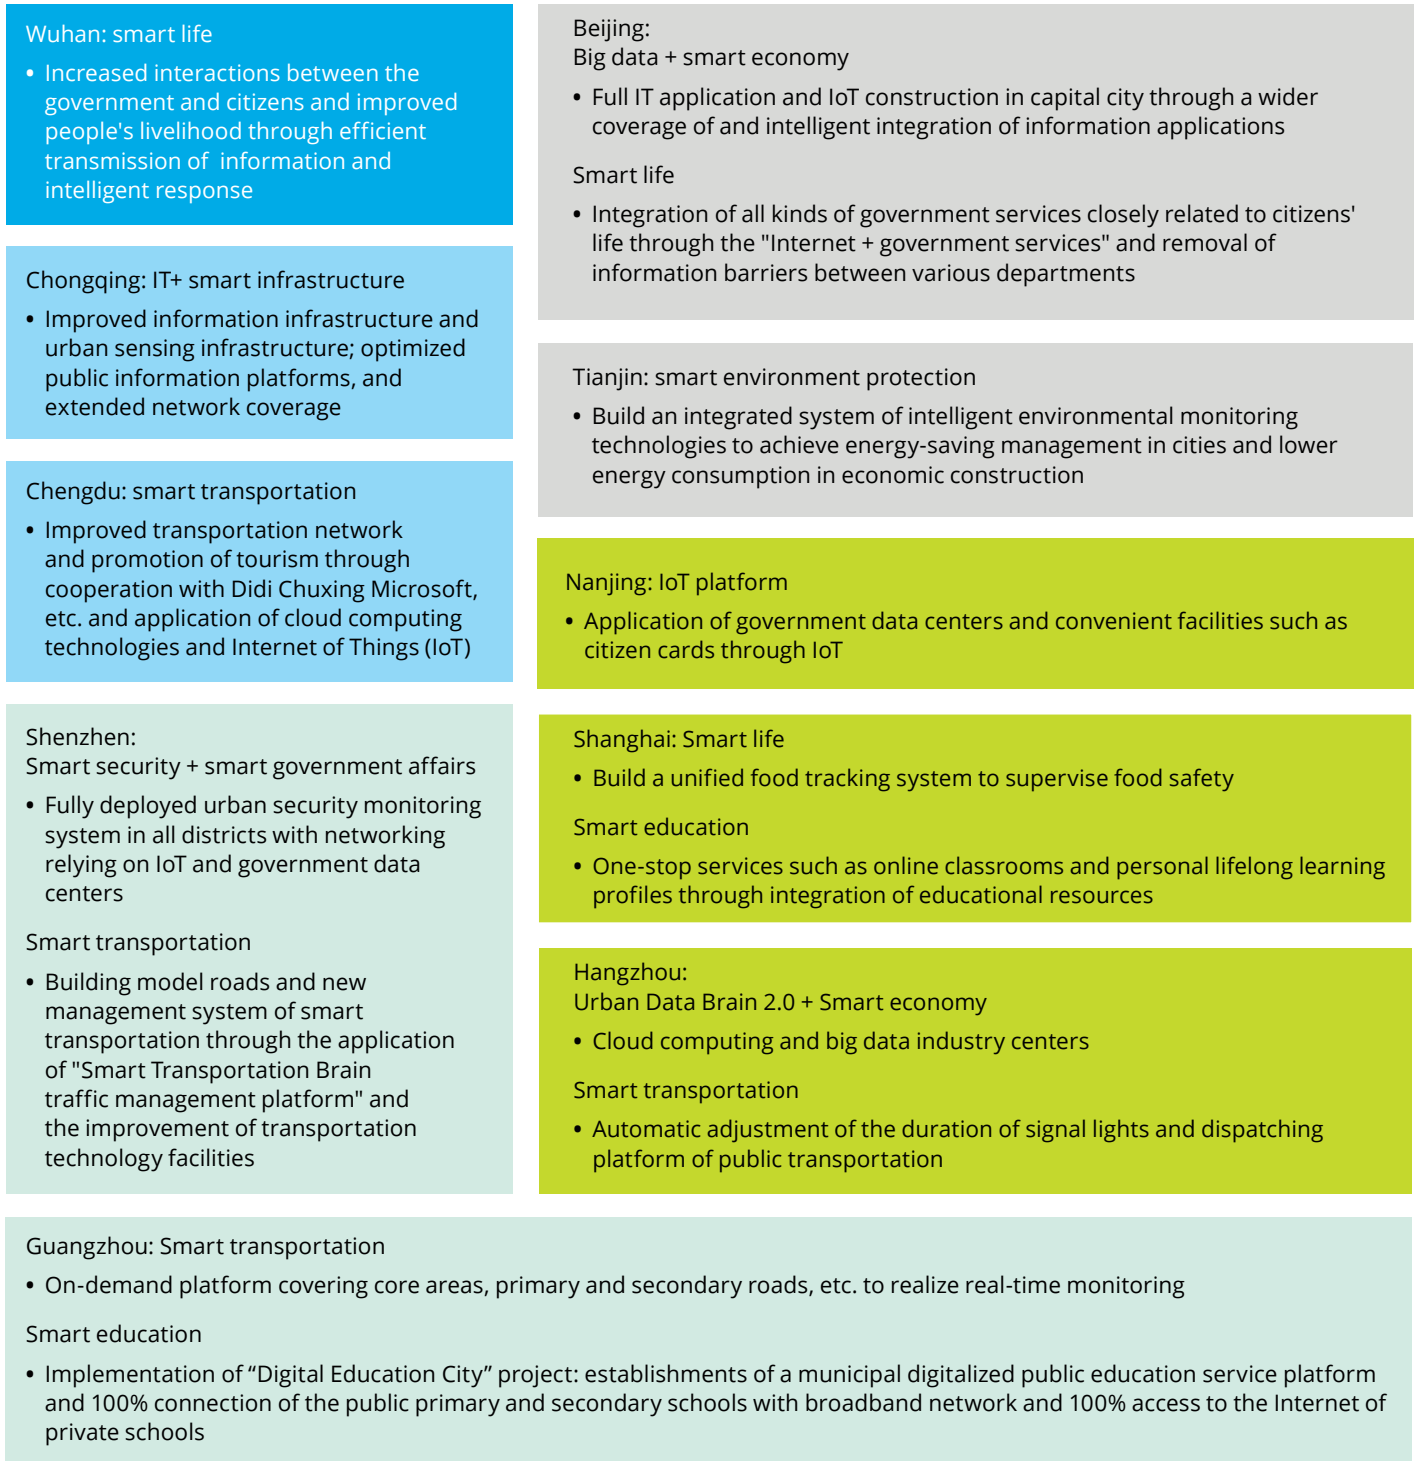 Wuhan: smart life
• Increased interactions between the
government and citizens and improved
people's livelihood through efficient
transmission of information and
intelligent response
Chongqing: IT+ smart infrastructure
• Improved information infrastructure and
urban sensing infrastructure; optimized
public information platforms, and
extended network coverage
Chengdu: smart transportation
• Improved transportation network
and promotion of tourism through
cooperation with Didi Chuxing Microsoft,
etc. and application of cloud computing
technologies and Internet of Things (IoT)
Shenzhen:
Smart security + smart government affairs
• Fully deployed urban security monitoring
system in all districts with networking
relying on IoT and government data
centers
Smart transportation
• Building model roads and new
management system of smart
transportation through the application
of "Smart Transportation Brain
traffic management platform" and
the improvement of transportation
technology facilities
Beijing:
Big data + smart economy
• Full IT application and IoT construction in capital city through a wider
coverage of and intelligent integration of information applications
Smart life
• Integration of all kinds of government services closely related to citizens'
life through the "Internet + government services" and removal of
information barriers between various departments
Tianjin: smart environment protection
• Build an integrated system of intelligent environmental monitoring
technologies to achieve energy-saving management in cities and lower
energy consumption in economic construction
Nanjing: IoT platform
• Application of government data centers and convenient facilities such as
citizen cards through IoT
Shanghai: Smart life
• Build a unified food tracking system to supervise food safety
Smart education
• One-stop services such as online classrooms and personal lifelong learning
profiles through integration of educational resources
Hangzhou:
Urban Data Brain 2.0 + Smart economy
• Cloud computing and big data industry centers
Smart transportation
• Automatic adjustment of the duration of signal lights and dispatching
platform of public transportation
Guangzhou: Smart transportation
• On-demand platform covering core areas, primary and secondary roads, etc. to realize real-time monitoring
Smart education
• Implementation of “Digital Education City” project: establishments of a municipal digitalized public education service platform
and 100% connection of the public primary and secondary schools with broadband network and 100% access to the Internet of
private schools